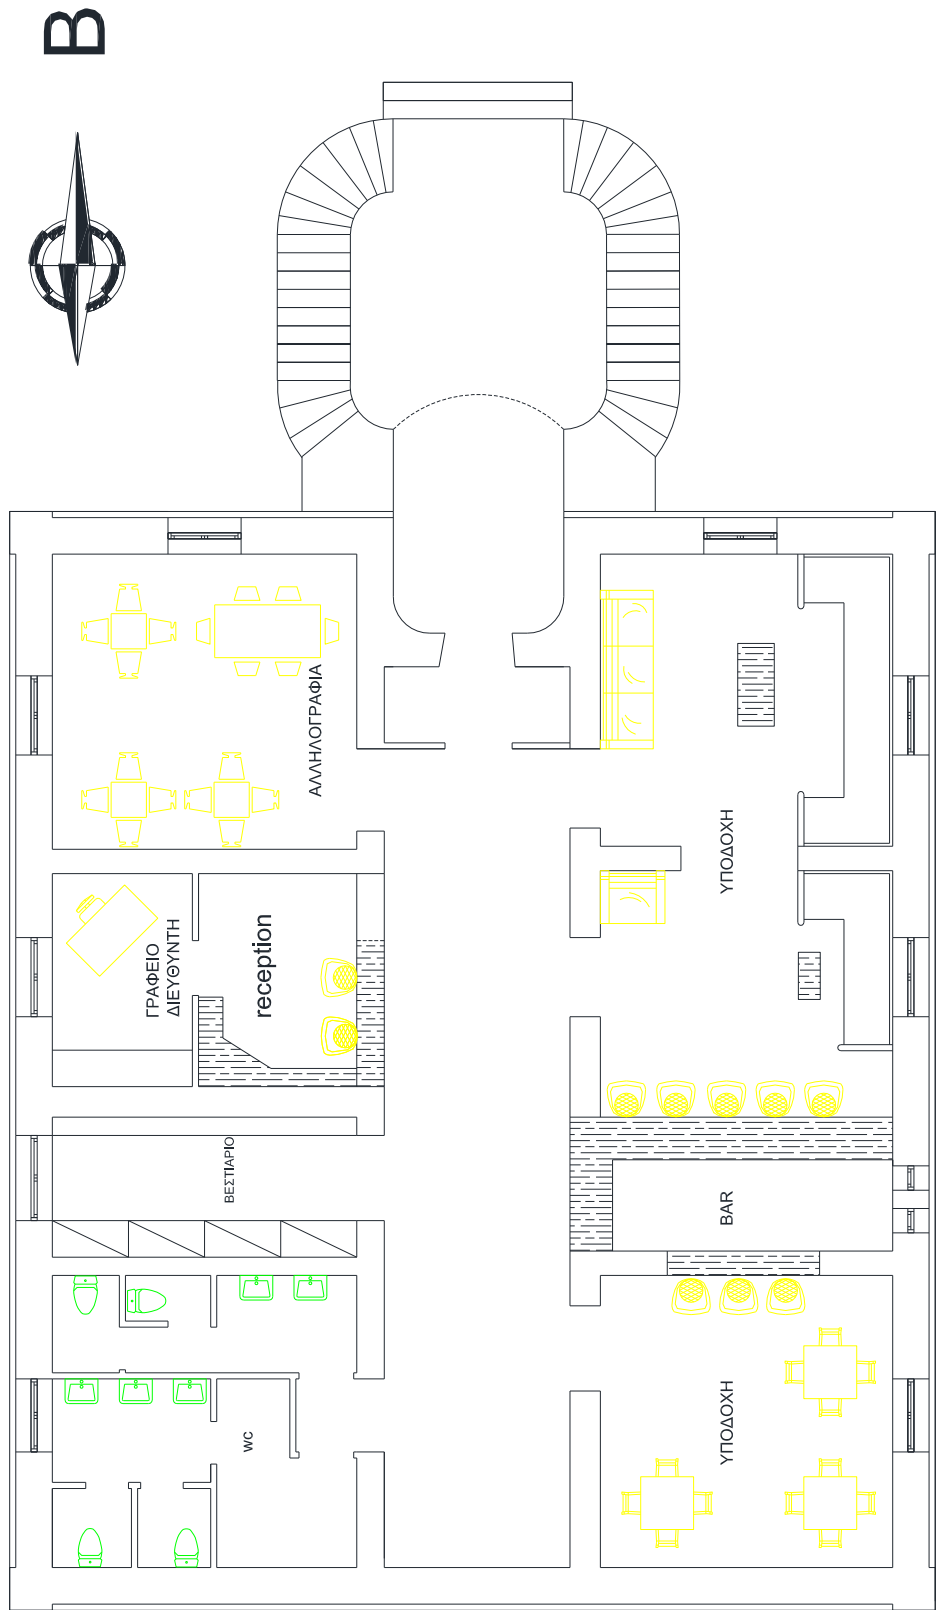 B
ΑΛΛΗΛΟΓΡΑΦΙΑ
ΥΠΟΔΟΧΗ
ΓΡΑΦΕΙΟ
ΔΙΕΥΘΥΝΤΗ
reception
ΒΕΣΤΙΑΡΙΟ
BAR
WC
ΥΠΟΔΟΧΗ